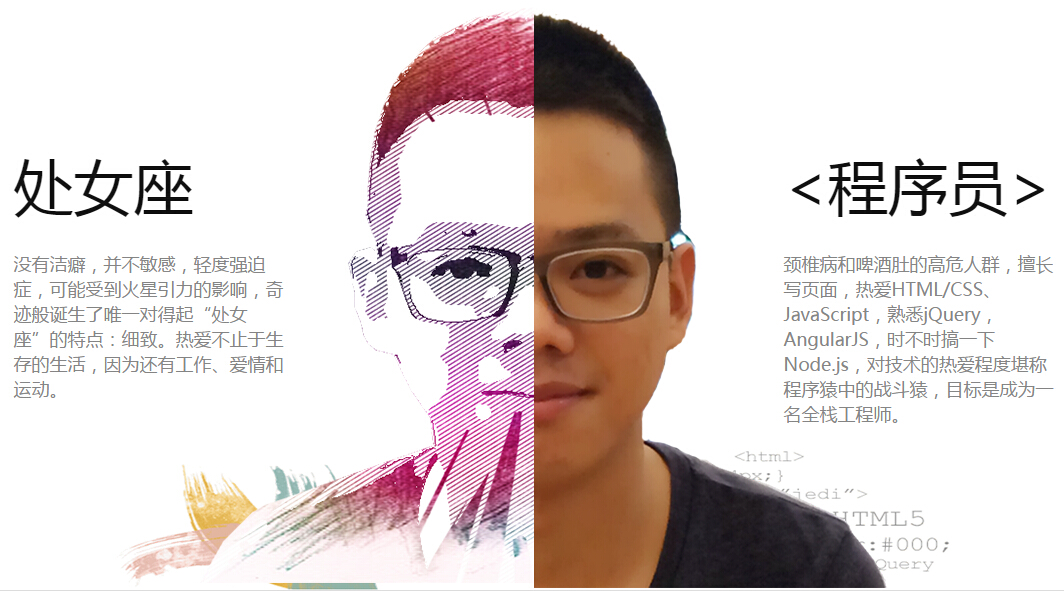 处女座
没有洁癖，并不敏感，轻度强迫
症，可能受到火星引力的影响，奇
迹般诞生了唯一对得起“处女
座”的特点：细致。热爱不止于生
存的生活，因为还有工作、爱情和
运动。
<程序员>
颈椎病和啤酒肚的高危人群，擅长
写页面，热爱HTML/CSS、
JavaScript，熟悉jQuery，
AngularJS，时不时搞一下
Node.js，对技术的热爱程度堪称
程序猿中的战斗猿，目标是成为一
名全栈工程师。
<html>
px;}
"jedi">
HTML5
:#000;
Query